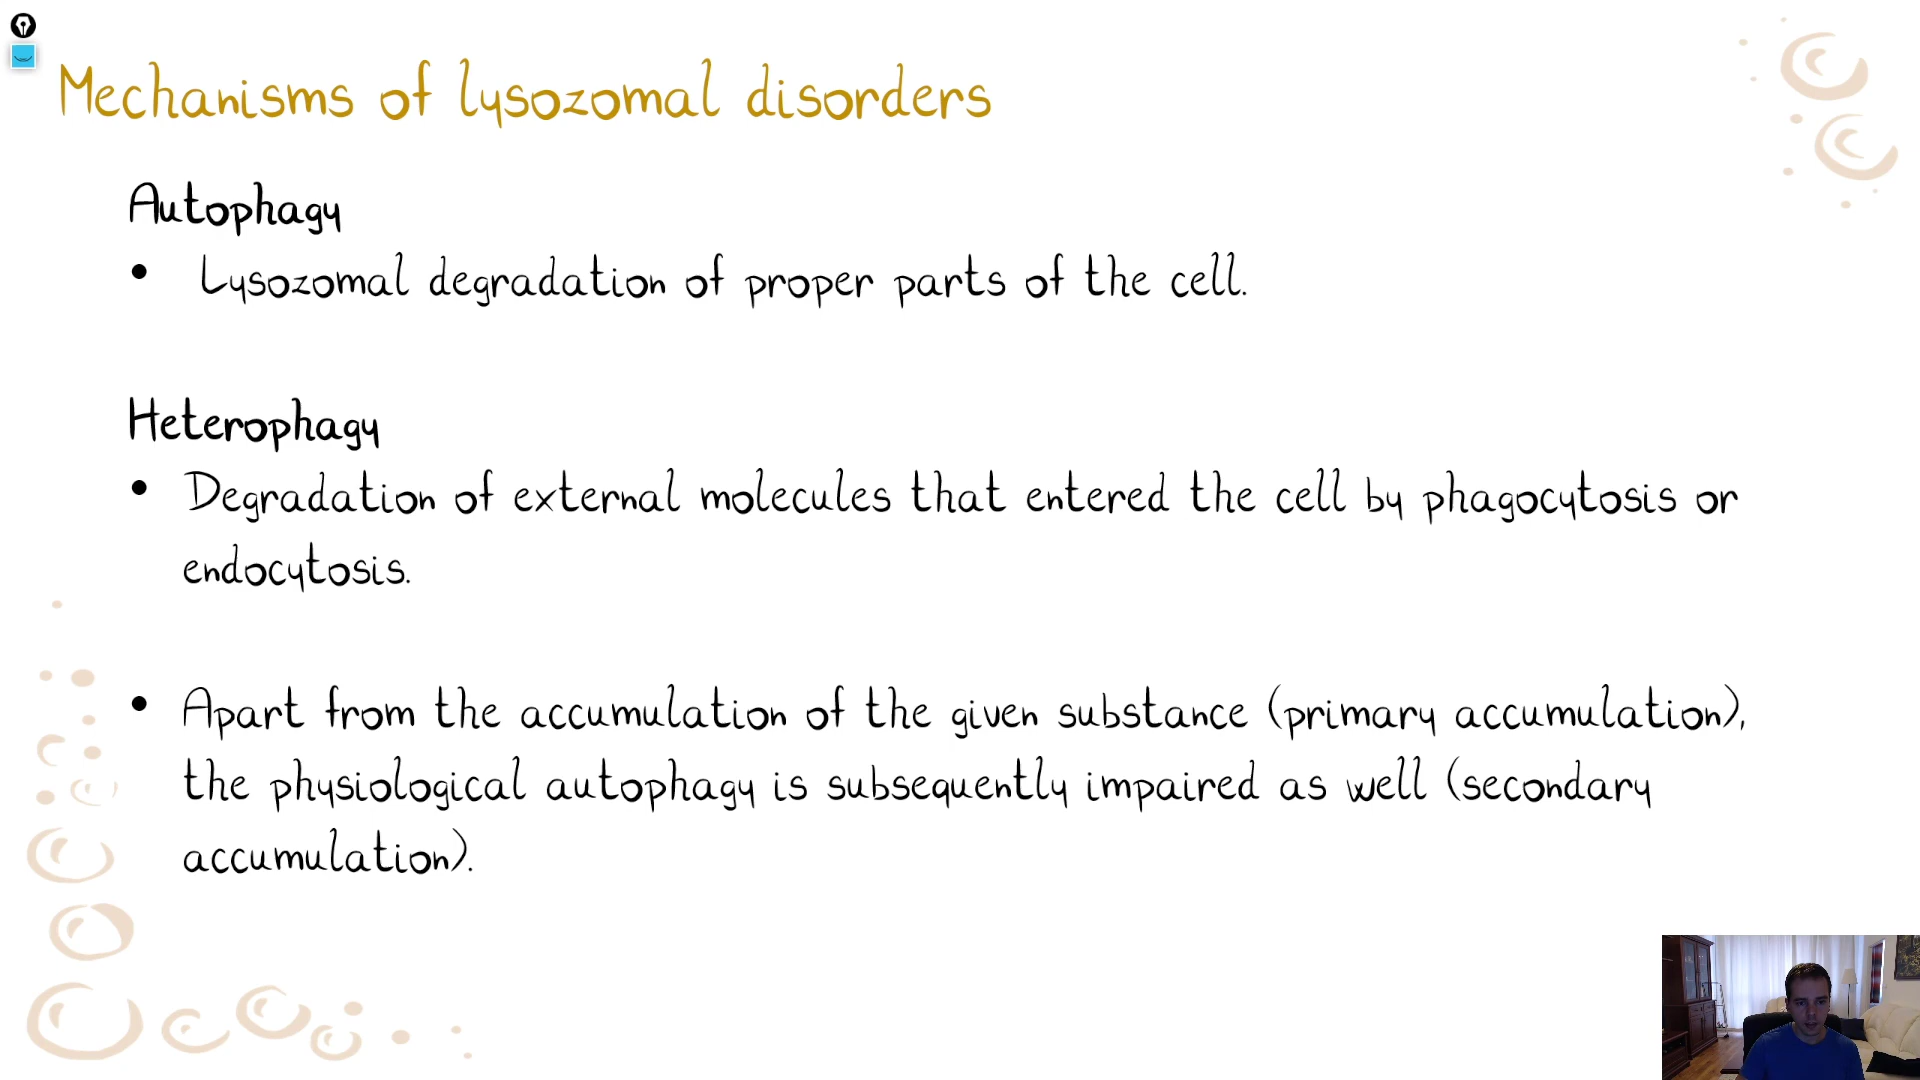 Mechanisms of lysozomal disorders
Autophagy
• Lysozomal degradation of proper parts of the cell.
Heterophagy
• Degradation of external molecules that entered the cell by phagocytosis or
endocytosis.
• Apart from the accumulation of the given substance (primary accumulation),
the physiological autophagy is subsequently impaired as well (secondary
accumulation).